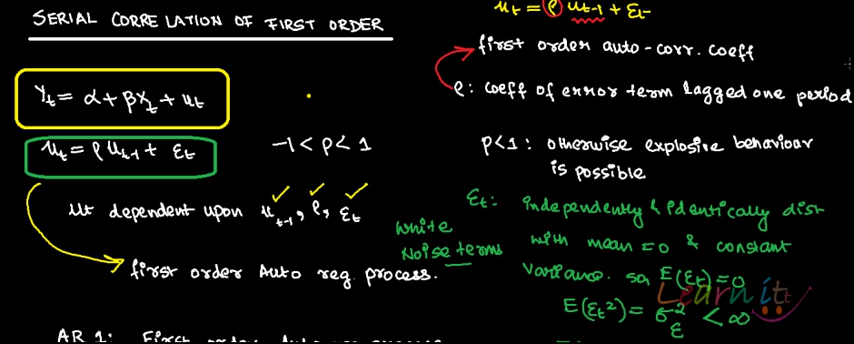 SERIAL CORRELATION OF FIRST ORDER
Yt = α + βXt + ut
ut = ρ ut-1 + εt     -1 < ρ < 1
ut dependent upon ut-1, ρ, εt
first order Auto reg. process.
AR 1:
ut = ρ ut-1 + εt
first order auto-corr. coeff
ρ: coeff of error term lagged one period
ρ<1: otherwise explosive behaviour
is possible
White
Noise terms
εt: independently & identically dist
with mean = 0 & constant
variance. so E(εt) = 0
E(εt²) = σ²ε < ∞
Learn itt